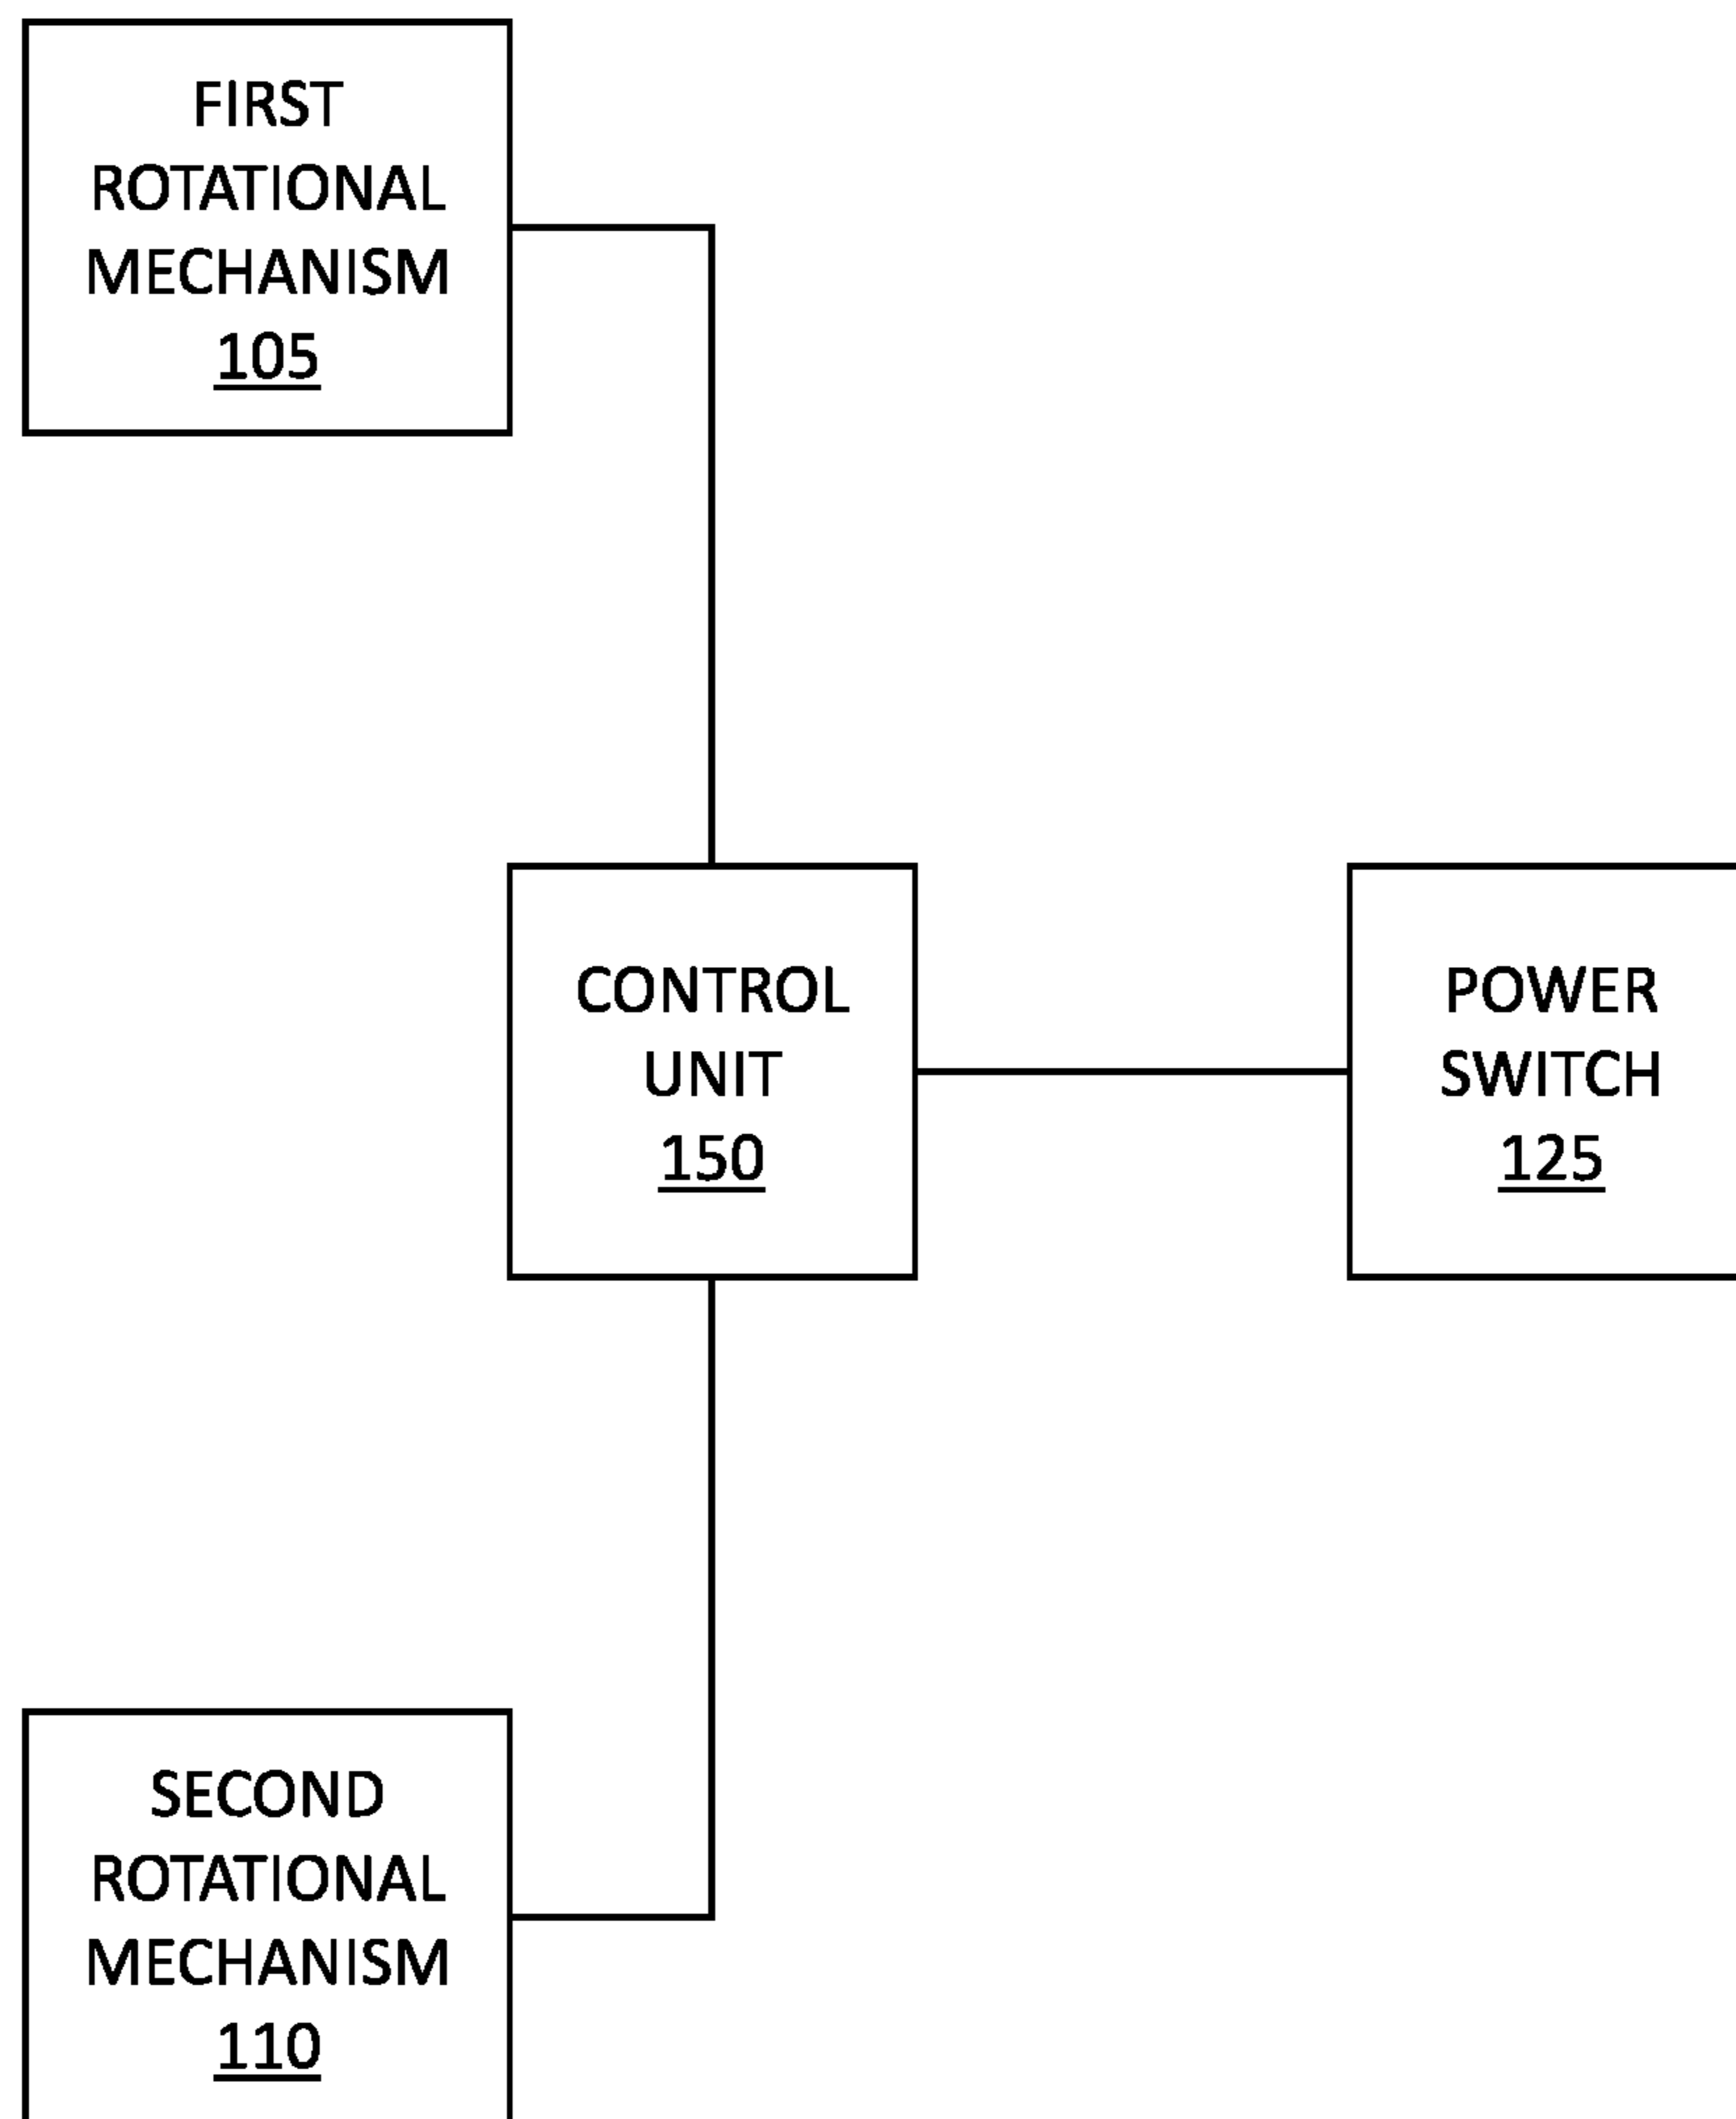 FIRST
ROTATIONAL
MECHANISM
105
CONTROL
UNIT
150
POWER
SWITCH
125
SECOND
ROTATIONAL
MECHANISM
110